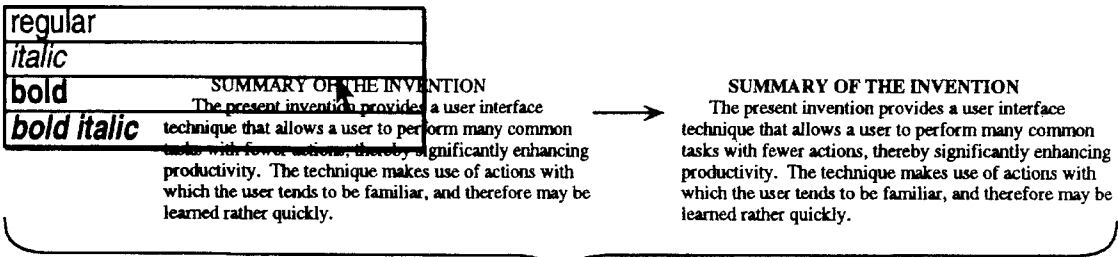 regular
italic
bold
bold italic
SUMMARY OF THE INVENTION
The present invention provides a user interface
technique that allows a user to perform many common
tasks with fewer actions, thereby significantly enhancing
productivity. The technique makes use of actions with
which the user tends to be familiar, and therefore may be
learned rather quickly.
SUMMARY OF THE INVENTION
The present invention provides a user interface
technique that allows a user to perform many common
tasks with fewer actions, thereby significantly enhancing
productivity. The technique makes use of actions with
which the user tends to be familiar, and therefore may be
learned rather quickly.